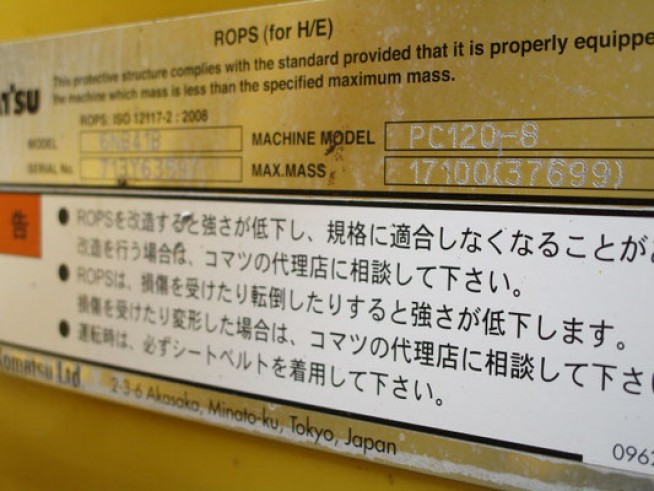 ROPS (for H/E)
This protective structure complies with the standard provided that it is properly equippe
the machine which mass is less than the specified maximum mass.
ATSU
ROPS: ISO 12117-2 : 2008
MODEL 6NB41B MACHINE MODEL PC120-8
SERIAL No. MAX.MASS 17100(37699)
告
● ROPSを改造すると強さが低下し、規格に適合しなくなることがあ
改造を行う場合は、コマツの代理店に相談して下さい。
● ROPSは、損傷を受けたり転倒したりすると強さが低下します。
損傷を受けたり変形した場合は、コマツの代理店に相談して下さ
● 運転時は、必ずシートベルトを着用して下さい。
Komatsu Ltd. 2-3-6 Akasaka, Minato-ku, Tokyo, Japan
0962